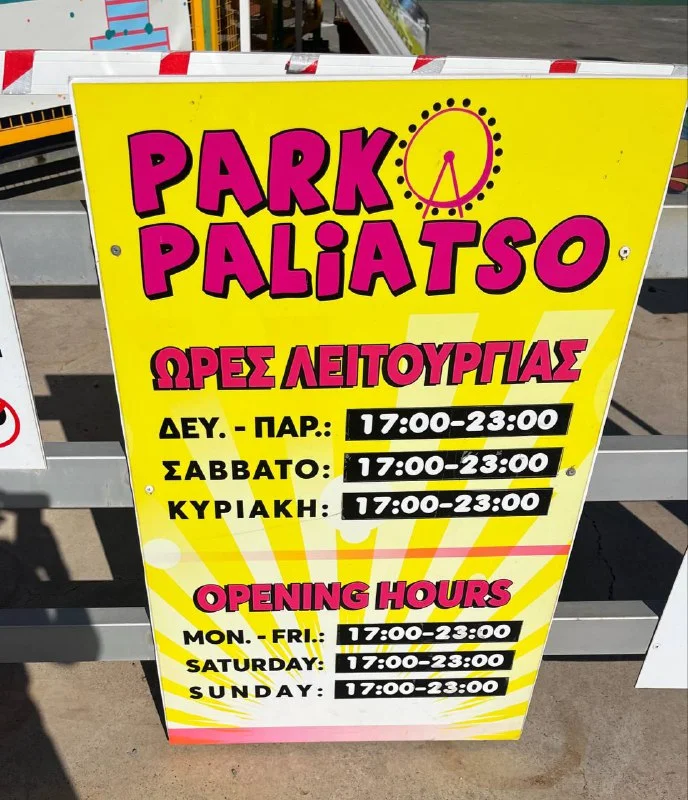 PARK
PALiATSO
ΩΡΕΣ ΛΕΙΤΟΥΡΓΙΑΣ
ΔΕΥ. - ΠΑΡ.: 17:00-23:00
ΣΑΒΒΑΤΟ: 17:00-23:00
ΚΥΡΙΑΚΗ: 17:00-23:00
OPENING HOURS
MON. - FRI.: 17:00-23:00
SATURDAY: 17:00-23:00
SUNDAY: 17:00-23:00